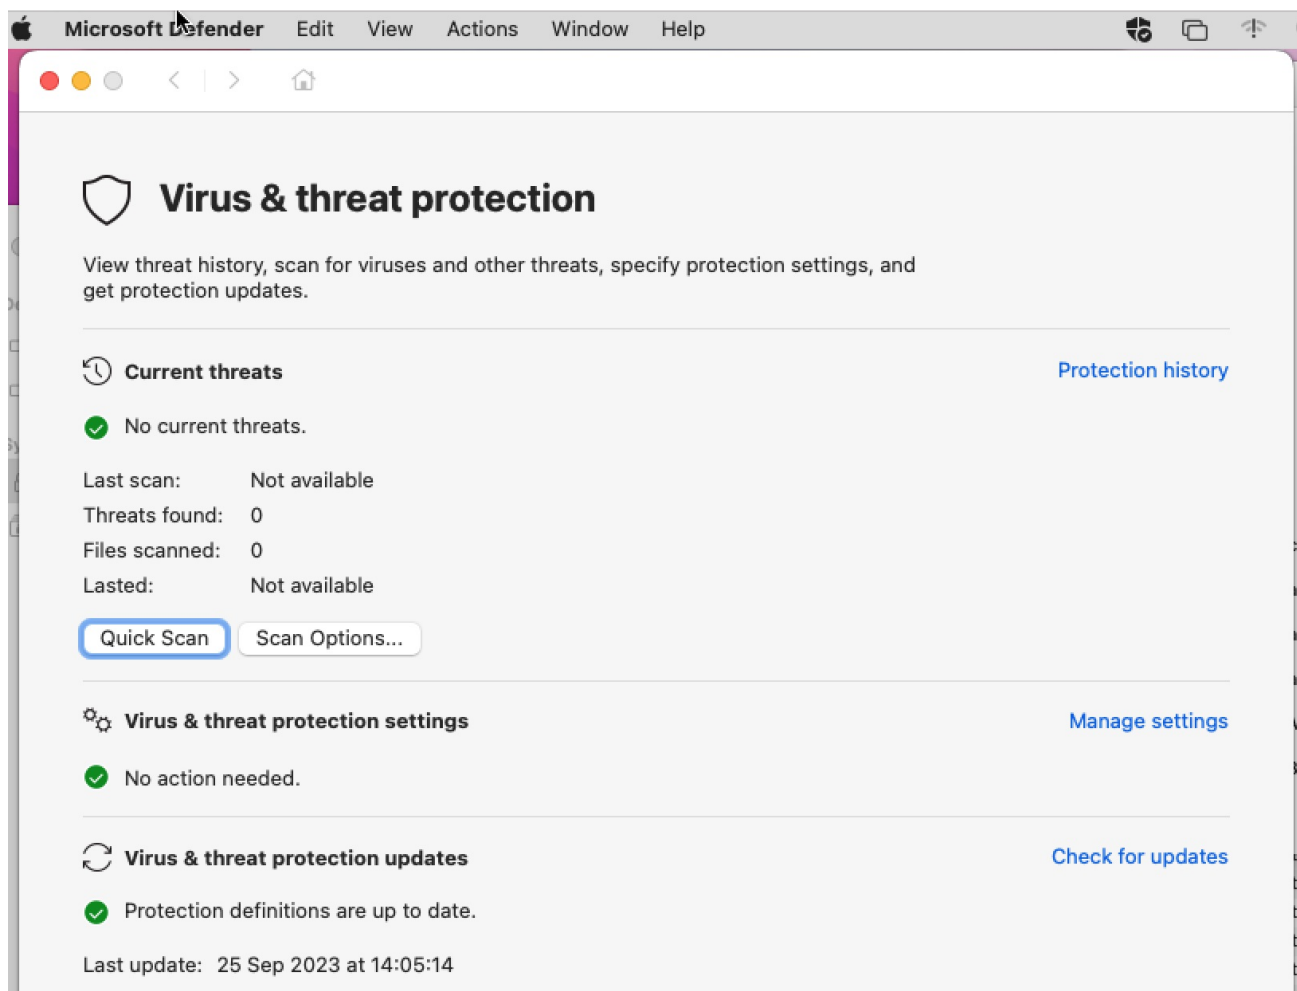 Microsoft Defender Edit View Actions Window Help
Virus & threat protection
View threat history, scan for viruses and other threats, specify protection settings, and
get protection updates.
Current threats
Protection history
No current threats.
Last scan: Not available
Threats found: 0
Files scanned: 0
Lasted: Not available
Quick Scan
Scan Options...
Virus & threat protection settings
Manage settings
No action needed.
Virus & threat protection updates
Check for updates
Protection definitions are up to date.
Last update: 25 Sep 2023 at 14:05:14